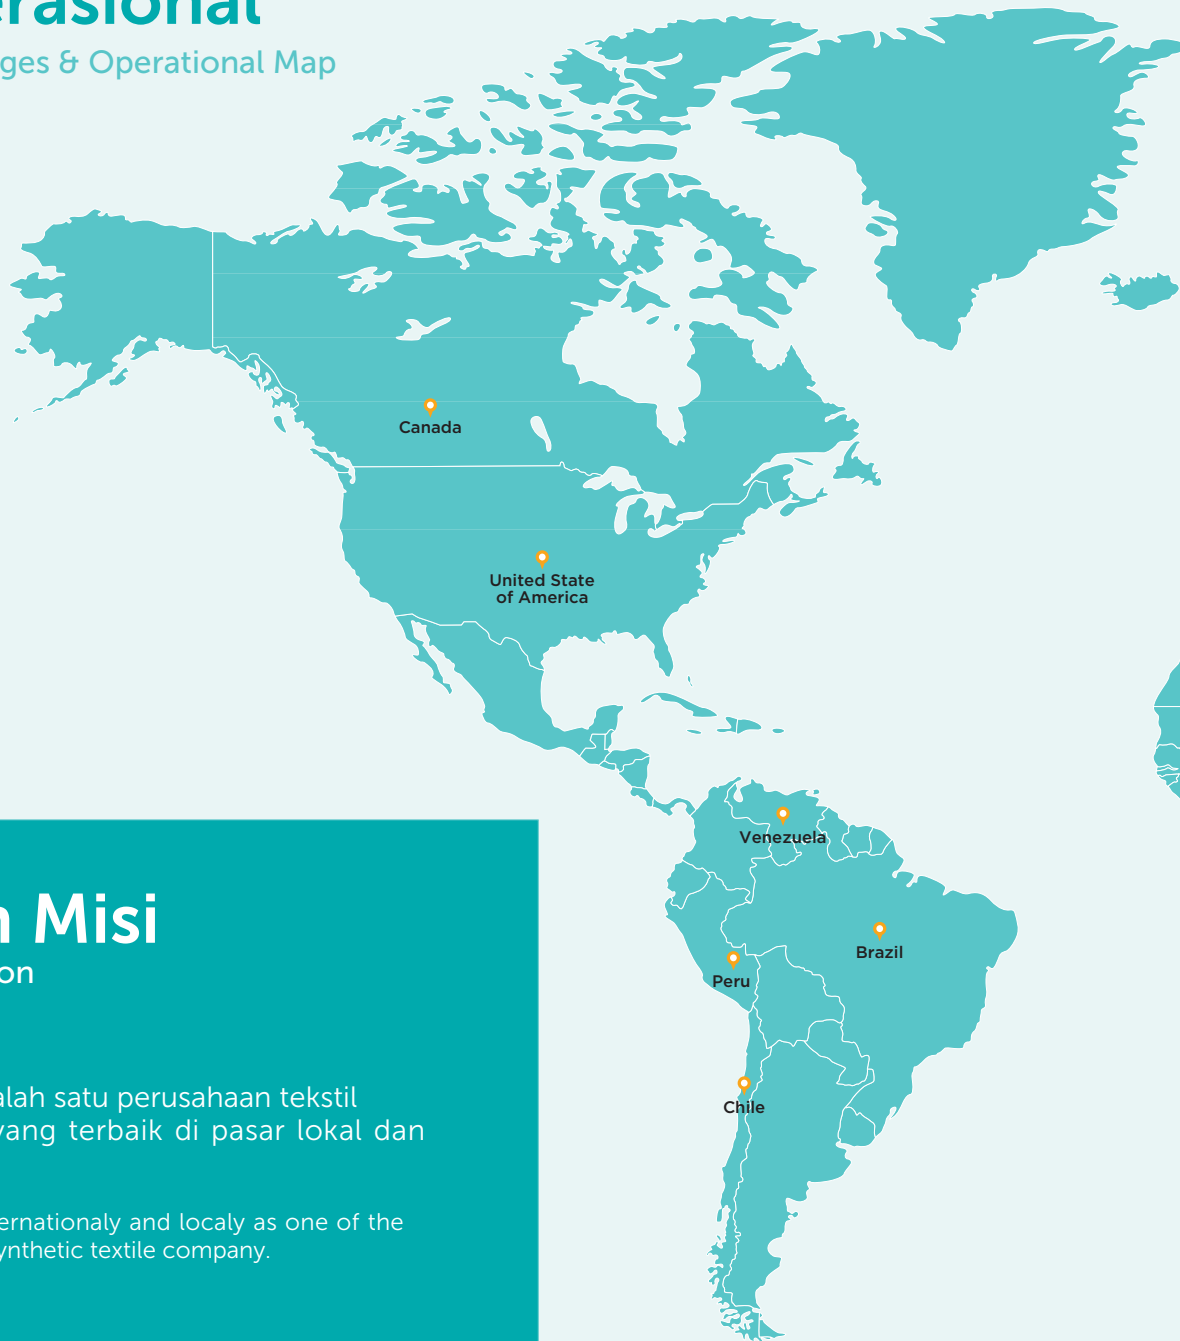 erasional
ges & Operational Map
Canada
United State
of America
Venezuela
Brazil
Peru
Chile
n Misi
on
alah satu perusahaan tekstil
yang terbaik di pasar lokal dan
ernationaly and localy as one of the
ynthetic textile company.